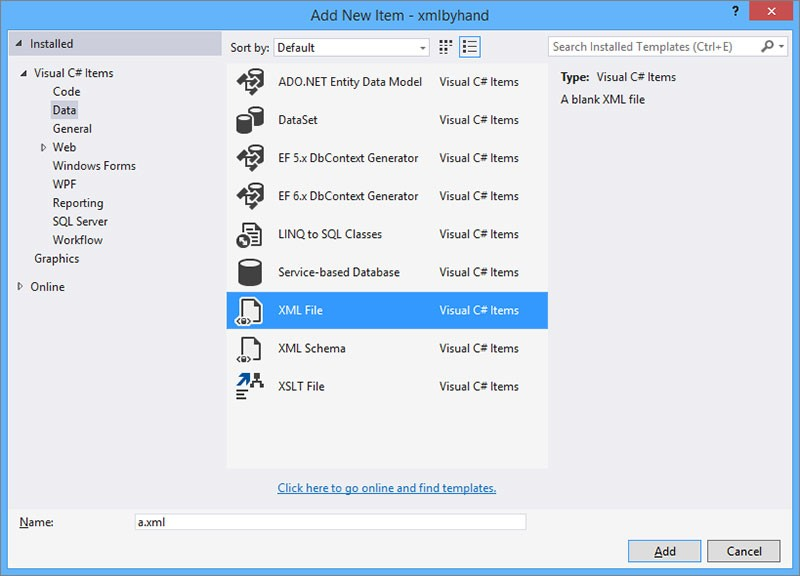 Add New Item - xmlbyhand
?
Installed
Sort by: Default
Search Installed Templates (Ctrl+E)
Visual C# Items
Code
Data
General
Web
Windows Forms
WPF
Reporting
SQL Server
Workflow
Graphics
Online
ADO.NET Entity Data Model Visual C# Items
DataSet Visual C# Items
EF 5.x DbContext Generator Visual C# Items
EF 6.x DbContext Generator Visual C# Items
LINQ to SQL Classes Visual C# Items
Service-based Database Visual C# Items
XML File Visual C# Items
XML Schema Visual C# Items
XSLT File Visual C# Items
Type: Visual C# Items
A blank XML file
Click here to go online and find templates.
Name: a.xml
Add Cancel